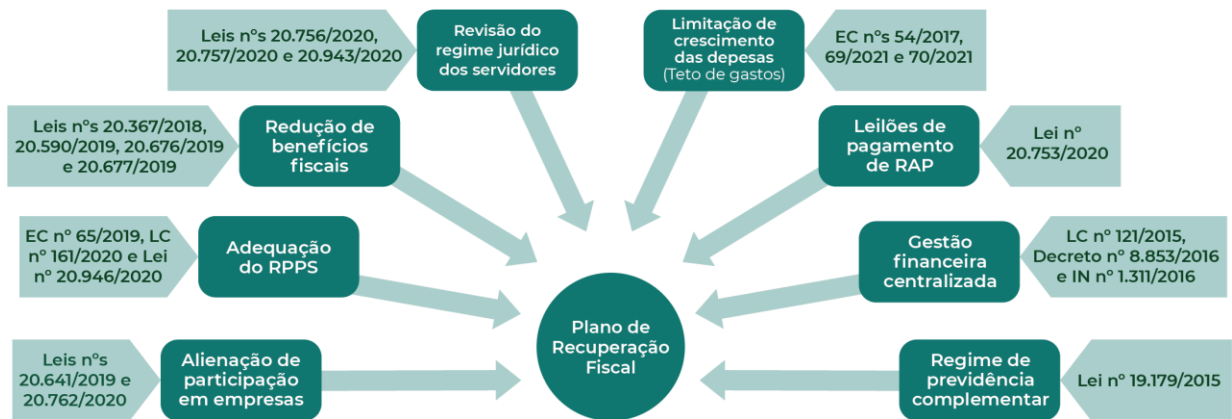 Leis nºs 20.756/2020,
20.757/2020 e 20.943/2020
Revisão do
regime jurídico
dos servidores
Limitação de
crescimento
das depesas
(Teto de gastos)
EC nºs 54/2017,
69/2021 e 70/2021
Leis nºs 20.367/2018,
20.590/2019, 20.676/2019
e 20.677/2019
Redução de
benefícios
fiscais
Leilões de
pagamento
de RAP
Lei nº
20.753/2020
EC nº 65/2019, LC
nº 161/2020 e Lei
nº 20.946/2020
Adequação
do RPPS
Gestão
financeira
centralizada
LC nº 121/2015,
Decreto nº 8.853/2016
e IN nº 1.311/2016
Plano de
Recuperação
Fiscal
Leis nºs
20.641/2019 e
20.762/2020
Alienação de
participação
em empresas
Regime de
previdência
complementar
Lei nº 19.179/2015